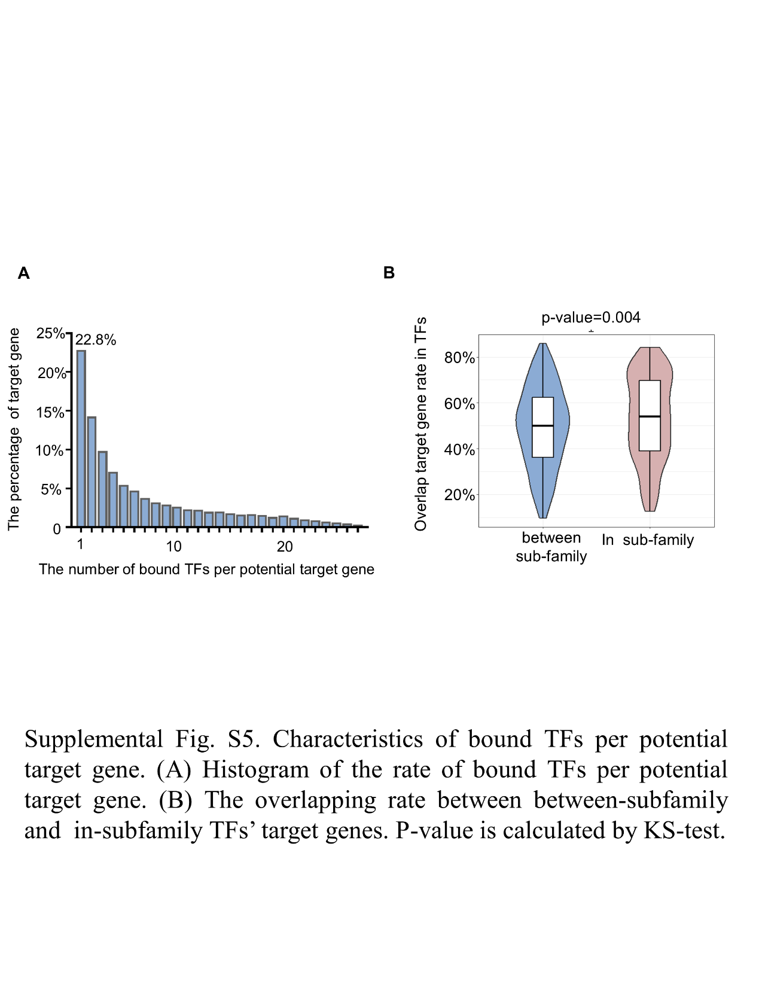 A
B
The percentage of target gene
25%
22.8%
20%
15%
10%
5%
0
1
10
20
The number of bound TFs per potential target gene
p-value=0.004
*
Overlap target gene rate in TFs
80%
60%
40%
20%
between
sub-family
In sub-family
Supplemental Fig. S5. Characteristics of bound TFs per potential
target gene. (A) Histogram of the rate of bound TFs per potential
target gene. (B) The overlapping rate between between-subfamily
and in-subfamily TFs’ target genes. P-value is calculated by KS-test.